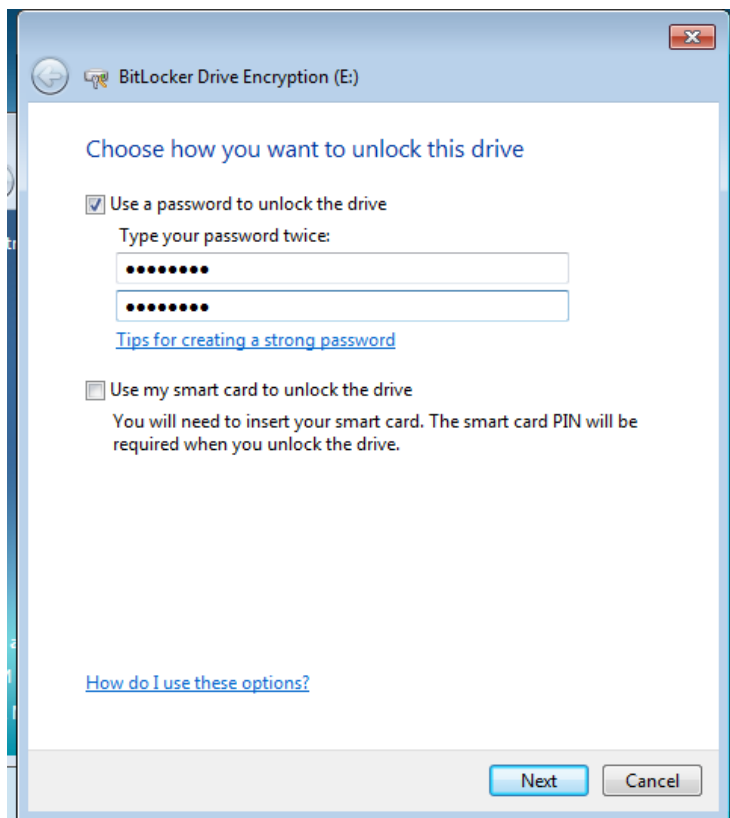 BitLocker Drive Encryption (E:)
Choose how you want to unlock this drive
Use a password to unlock the drive
Type your password twice:
●●●●●●●●
●●●●●●●●
Tips for creating a strong password
Use my smart card to unlock the drive
You will need to insert your smart card. The smart card PIN will be
required when you unlock the drive.
How do I use these options?
Next Cancel